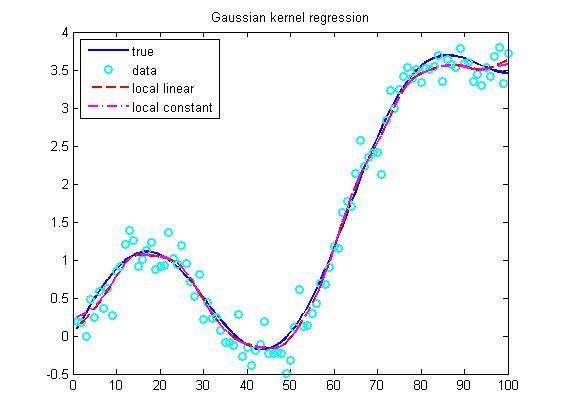 Gaussian kernel regression
4
true
data
local linear
local constant
3.5
3
2.5
2
1.5
1
0.5
0
-0.5
0 10 20 30 40 50 60 70 80 90 100